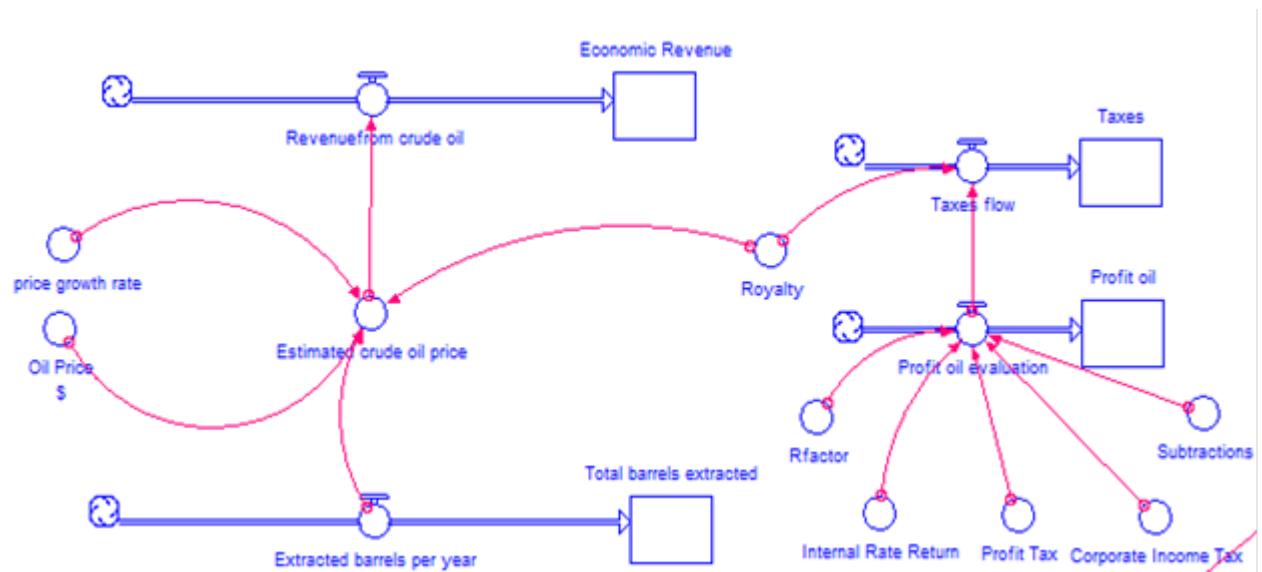 Economic Revenue
Revenuefrom crude oil
Taxes
Taxes flow
price growth rate
Royalty
Profit oil
Estimated crude oil price
Oil Price
$
Profit oil evaluation
Rfactor
Subtractions
Total barrels extracted
Extracted barrels per year
Internal Rate Return
Profit Tax
Corporate Income Tax